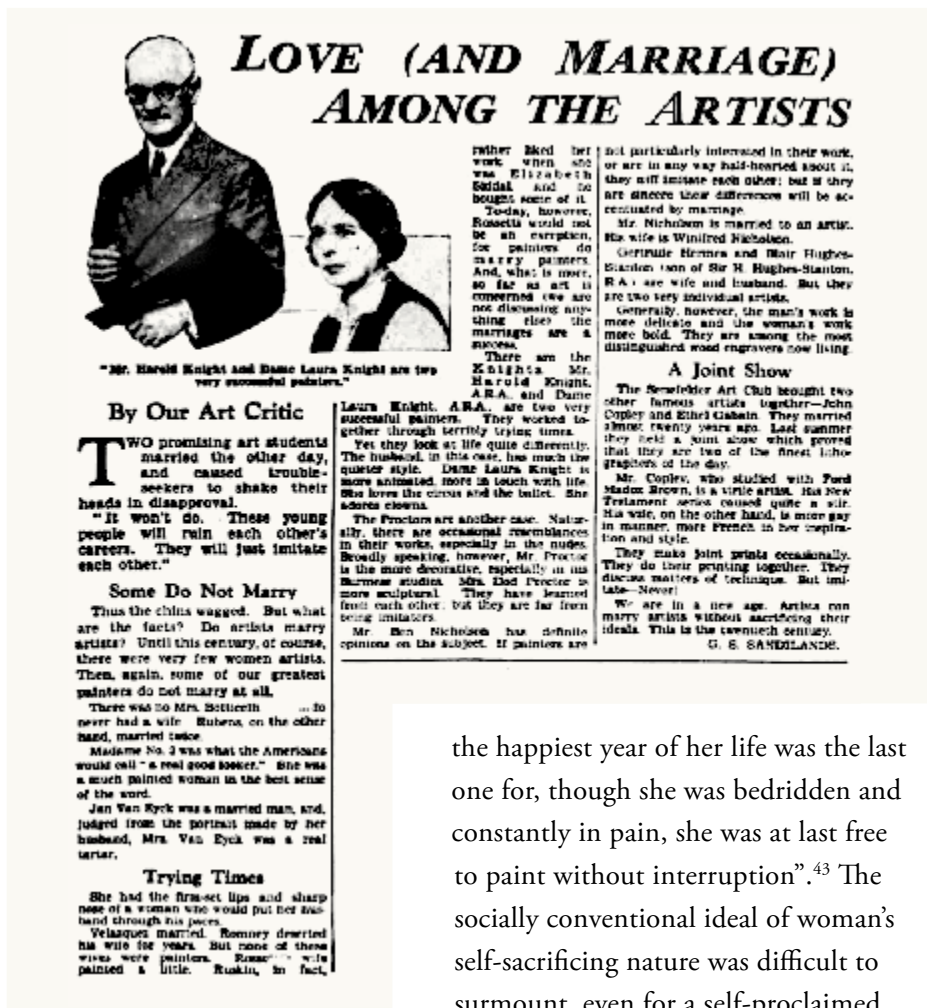 LOVE (AND MARRIAGE)
AMONG THE ARTISTS
"Mr. Harold Knight and Dame Laura Knight are two
very successful painters."
By Our Art Critic
TWO promising art students
married the other day,
and caused trouble-
seekers to shake their
heads in disapproval.
"It won't do. These young
people will ruin each other's
careers. They will just imitate
each other."
Some Do Not Marry
Thus the chins wagged. But what
are the facts? Do artists marry
artists? Until this century, of course,
there were very few women artists.
Then, again, some of our greatest
painters do not marry at all.
There was no Mrs. Botticelli
never had a wife Rubens, on the other
hand, married twice.
Madame No. 2 was what the Americans
would call "a real good looker." She was
a much painted woman in the best sense
of the word.
Jan Van Eyck was a married man, and,
judged from the portrait made by her
husband, Mrs. Van Eyck was a real
tartar.
Trying Times
She had the firm-set lips and sharp
nose of a woman who would put her hus-
band through his paces.
Velasquez married. Romney deserted
his wife for years. But none of these
wives were painters. wife
painted a little. Ruskin, in fact,
rather liked her
work when she
was Elizabeth
Siddal and he
bought some of it.
Today, however,
Rossetti would not
be an exception,
for painters do
marry painters.
And, what is more,
so far as art is
concerned (we are
not discussing any-
thing else) the
marriages are a
success.
There are the
Knights. Mr.
Harold Knight,
A.R.A., and Dame
Laura Knight, A.R.A., are two very
successful painters. They worked to-
gether through terribly trying times.
Yet they look at life quite differently.
The husband, in this case, has much the
quieter style. Dame Laura Knight is
more animated, more in touch with life.
She loves the circus and the ballet. She
adores clowns.
The Proctors are another case. Natur-
ally, there are occasional resemblances
in their works, especially in the nudes.
Broadly speaking, however, Mr. Procter
is the more decorative, especially in his
Burmese studies. Mrs. Dod Procter is
more sculptural. They have learned
from each other, but they are far from
being imitators.
Mr. Ben Nicholson has definite
opinions on the subject. If painters are
not particularly interested in their work,
or are in any way half-hearted about it,
they will imitate each other; but if they
are sincere their differences will be ac-
centuated by marriage.
Mr. Nicholson is married to an artist.
His wife is Winifred Nicholson.
Gertrude Hermes and Blair Hughes-
Stanton (son of Sir H. Hughes-Stanton,
R.A.) are wife and husband. But they
are two very individual artists.
Generally, however, the man's work is
more delicate and the woman's work
more bold. They are among the most
distinguished wood engravers now living.
A Joint Show
The Senefelder Art Club brought two
other famous artists together—John
Copley and Ethel Gabain. They married
almost twenty years ago. Last summer
they held a joint show which proved
that they are two of the finest litho-
graphers of the day.
Mr. Copley, who studied with Ford
Madox Brown, is a virile artist. His New
Testament series caused quite a stir.
His wife, on the other hand, is more gay
in manner, more French in her inspira-
tion and style.
They make joint prints occasionally.
They do their printing together. They
discuss matters of technique. But imi-
tate—Never!
We are in a new age. Artists can
marry artists without sacrificing their
ideals. This is the twentieth century.
G. S. SANDILANDS.
the happiest year of her life was the last
one for, though she was bedridden and
constantly in pain, she was at last free
to paint without interruption”.43 The
socially conventional ideal of woman’s
self-sacrificing nature was difficult to
surmount, even for a self-proclaimed